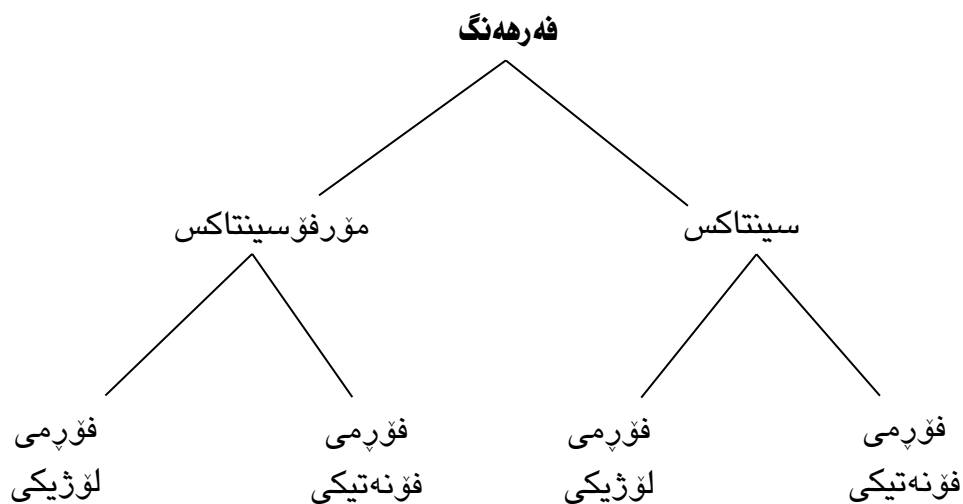 فەرهەنگ
سینتاکس
مۆرفۆسینتاکس
فۆڕمی
فۆنەتیکی
فۆڕمی
لۆژیکی
فۆڕمی
فۆنەتیکی
فۆڕمی
لۆژیکی